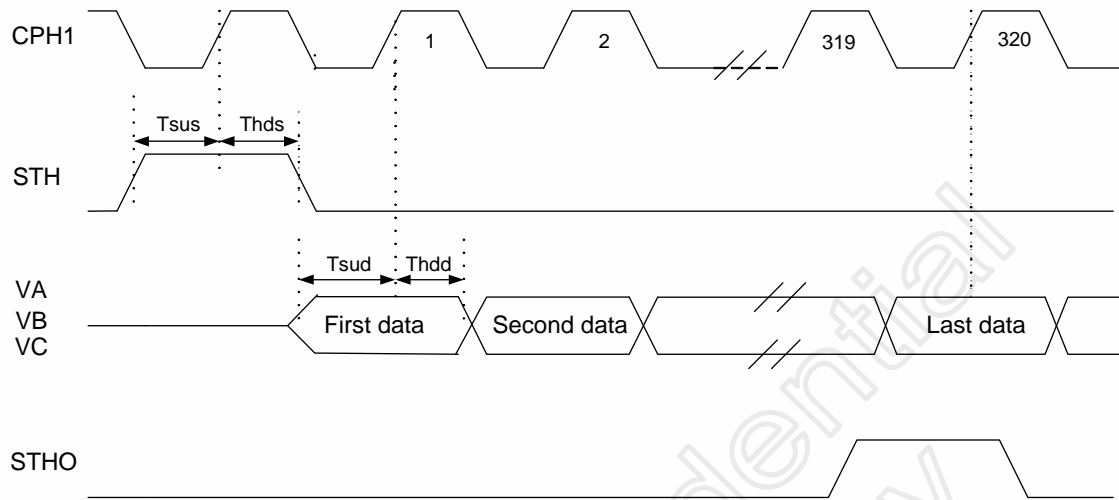 CPH1
1
2
319
320
Tsus
Thds
STH
Tsud
Thdd
VA
VB
VC
First data
Second data
Last data
STHO